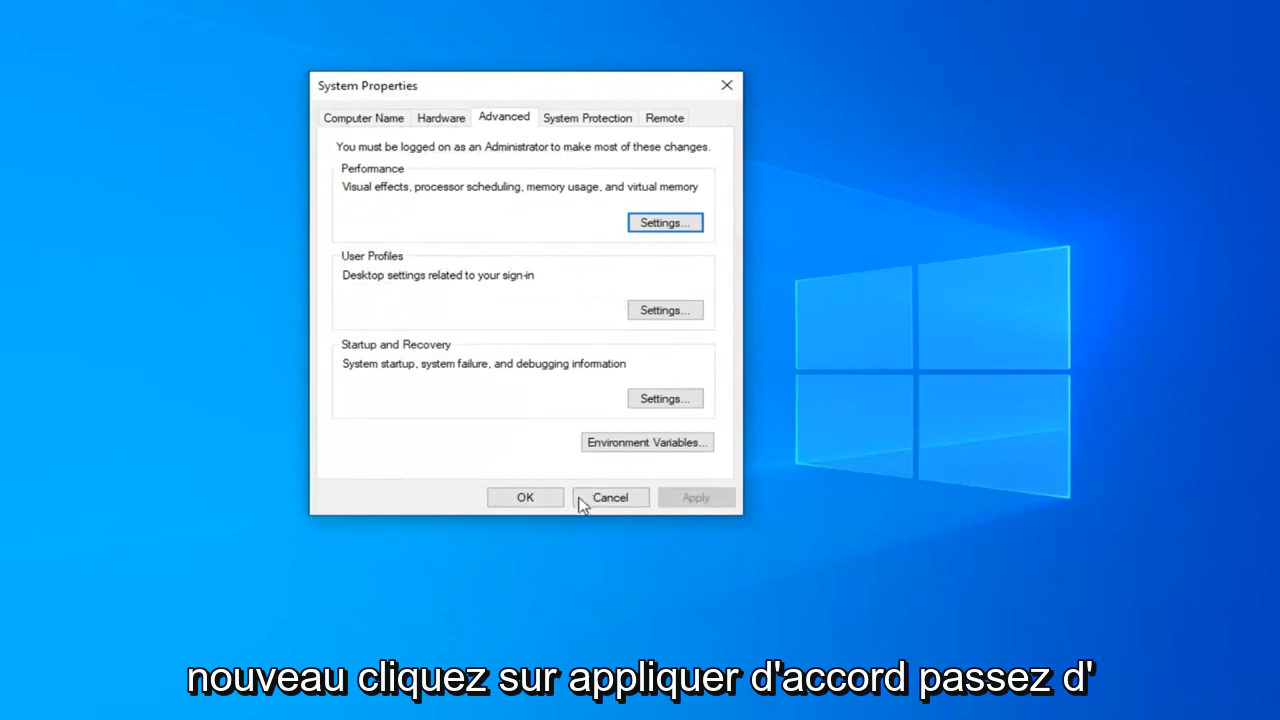 System Properties
Computer Name Hardware Advanced System Protection Remote
You must be logged on as an Administrator to make most of these changes.
Performance
Visual effects, processor scheduling, memory usage, and virtual memory
Settings...
User Profiles
Desktop settings related to your sign-in
Settings...
Startup and Recovery
System startup, system failure, and debugging information
Settings...
Environment Variables...
OK Cancel Apply
nouveau cliquez sur appliquer d'accord passez d'